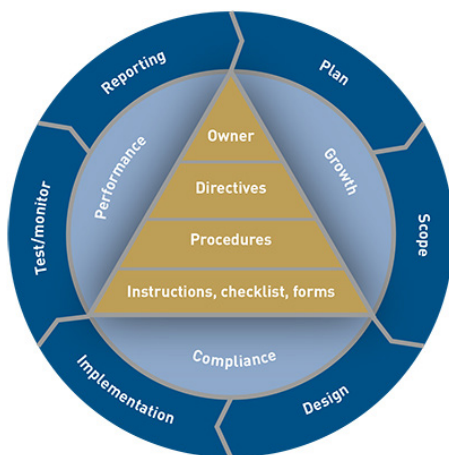 Reporting
Plan
Performance
Growth
Owner
Directives
Procedures
Instructions, checklist, forms
Test/monitor
Scope
Compliance
Implementation
Design